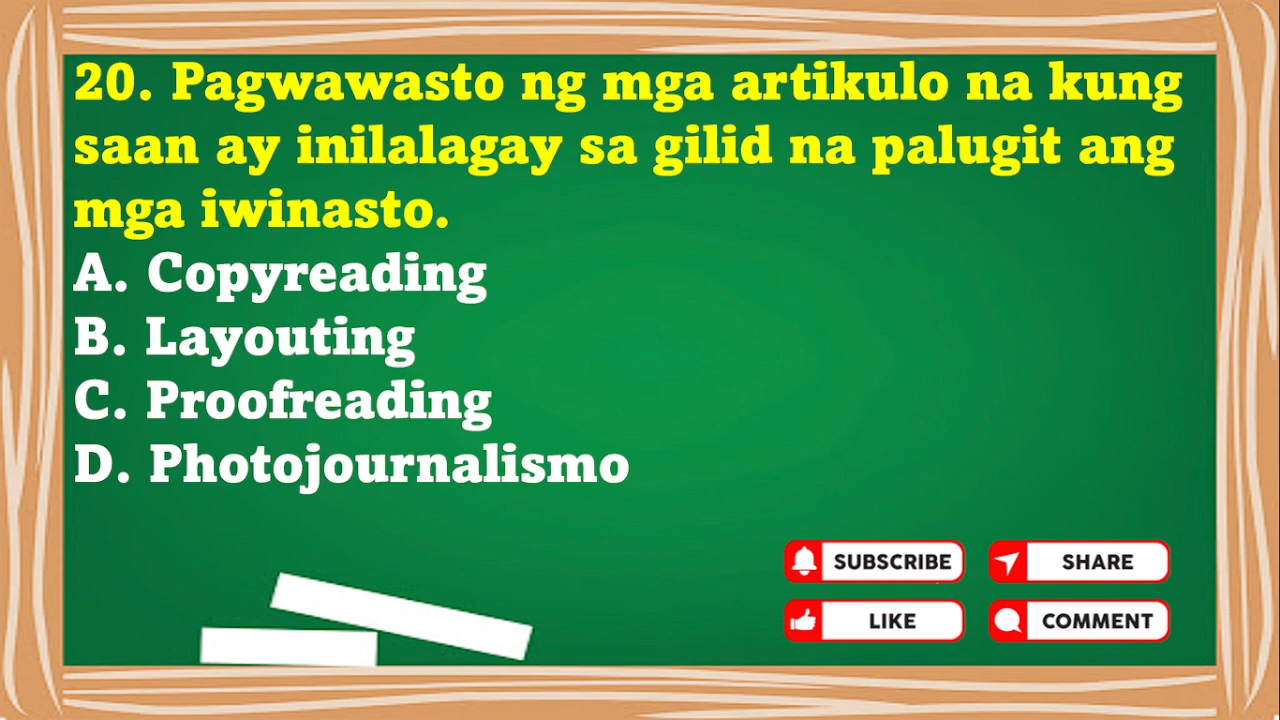 20. Pagwawasto ng mga artikulo na kung
saan ay inilalagay sa gilid na palugit ang
mga iwinasto.
A. Copyreading
B. Layouting
C. Proofreading
D. Photojournalismo
SUBSCRIBE
SHARE
LIKE
COMMENT